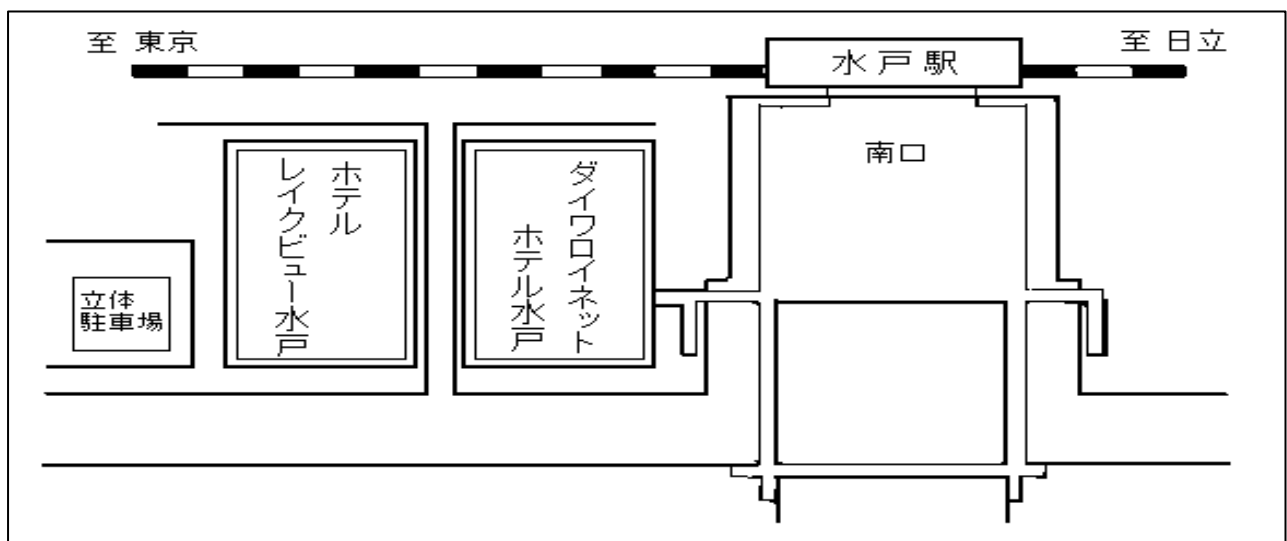 至 東京
水戸駅
至 日立
南口
ホテル
レイクビュー水戸
ダイワロイネット
ホテル水戸
立体
駐車場